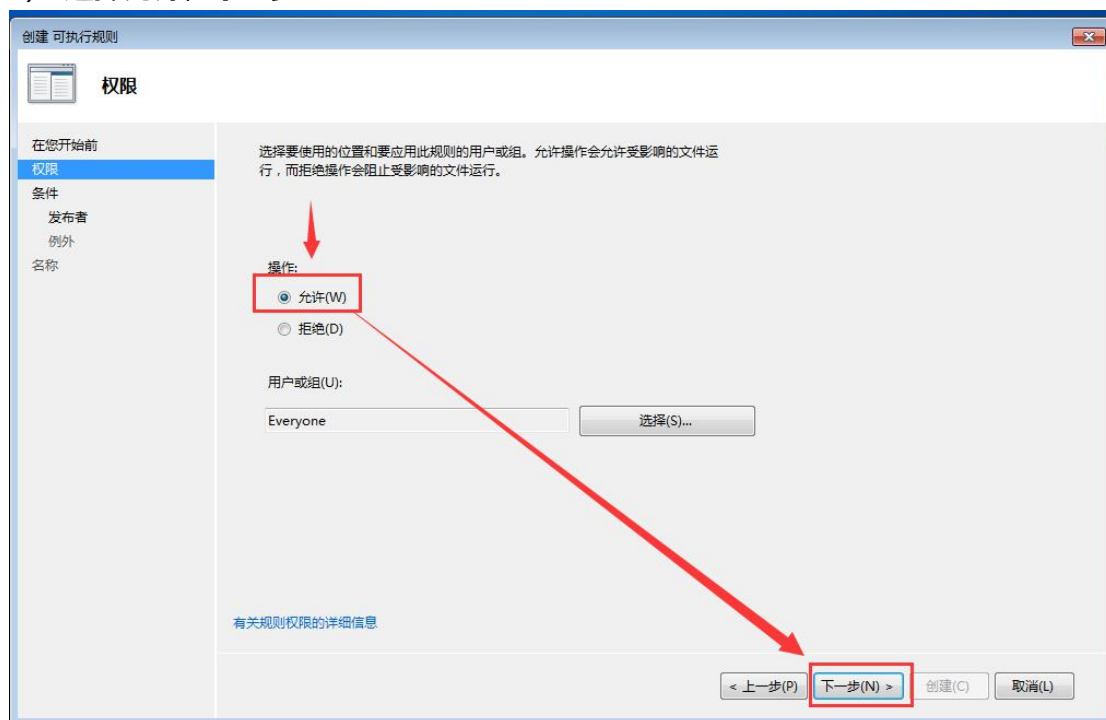 创建 可执行规则
权限
在您开始前
权限
条件
发布者
例外
名称
选择要使用的位置和要应用此规则的用户或组。允许操作会允许受影响的文件运
行，而拒绝操作会阻止受影响的文件运行。
操作:
允许(W)
拒绝(D)
用户或组(U):
Everyone
选择(S)...
有关规则权限的详细信息
< 上一步(P)
下一步(N) >
创建(C)
取消(L)